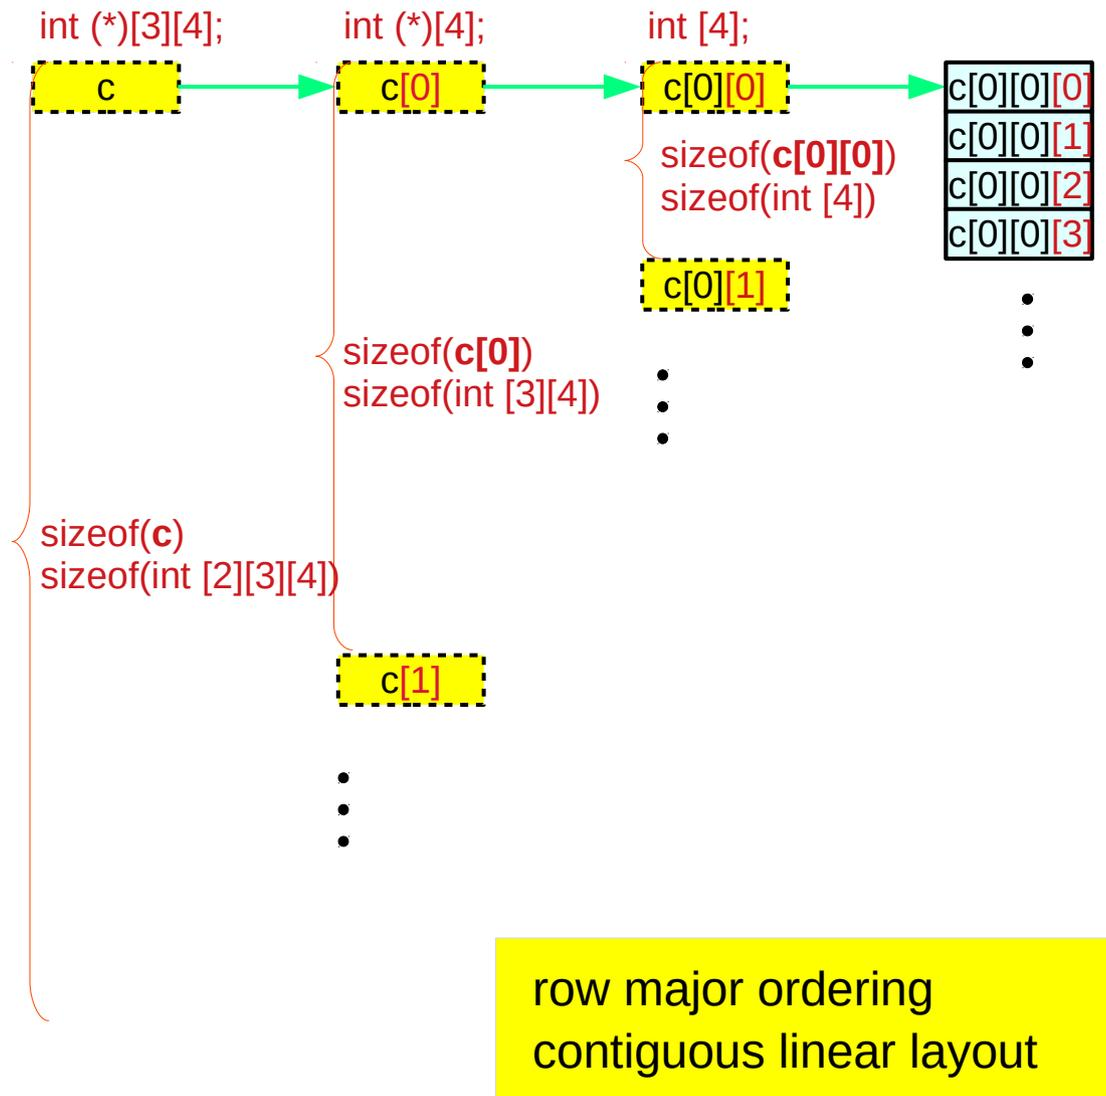 int (*)[3][4];
int (*)[4];
int [4];
c
c[0]
c[0][0]
c[0][0][0]
c[0][0][1]
c[0][0][2]
c[0][0][3]
sizeof(c[0][0])
sizeof(int [4])
c[0][1]
sizeof(c[0])
sizeof(int [3][4])
sizeof(c)
sizeof(int [2][3][4])
c[1]
row major ordering
contiguous linear layout